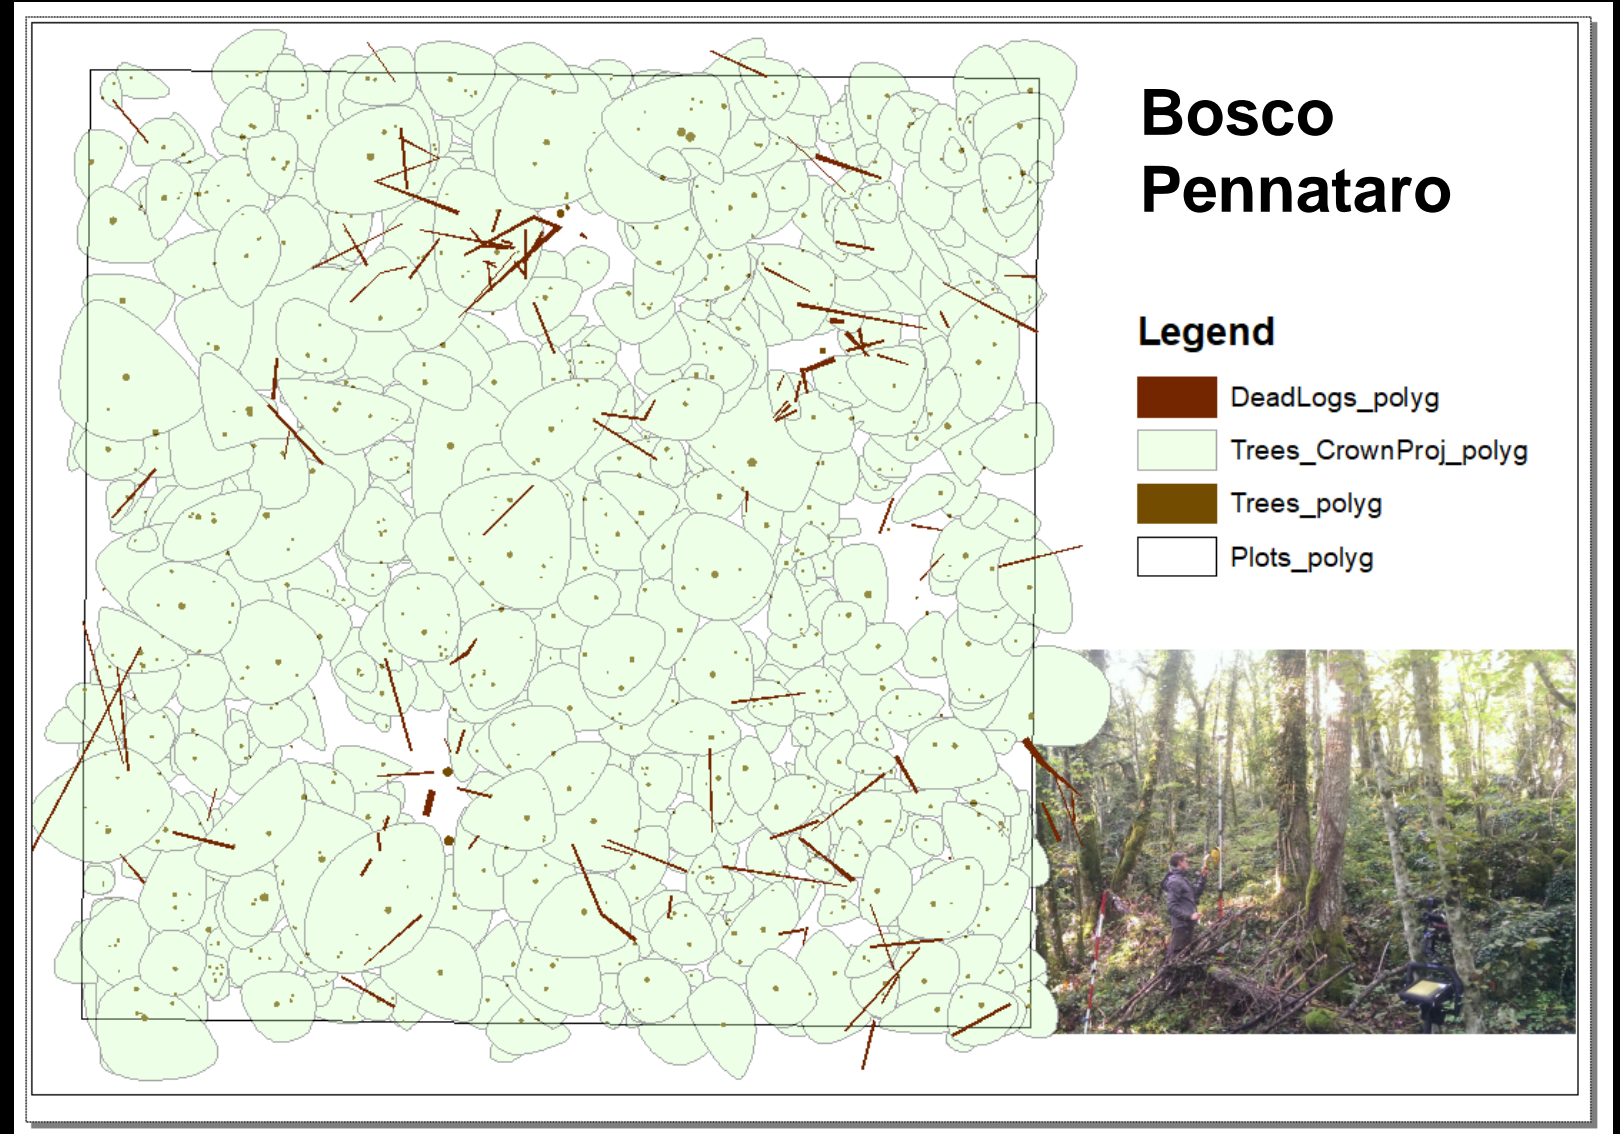 Bosco
Pennataro
Legend
DeadLogs_polyg
Trees_CrownProj_polyg
Trees_polyg
Plots_polyg